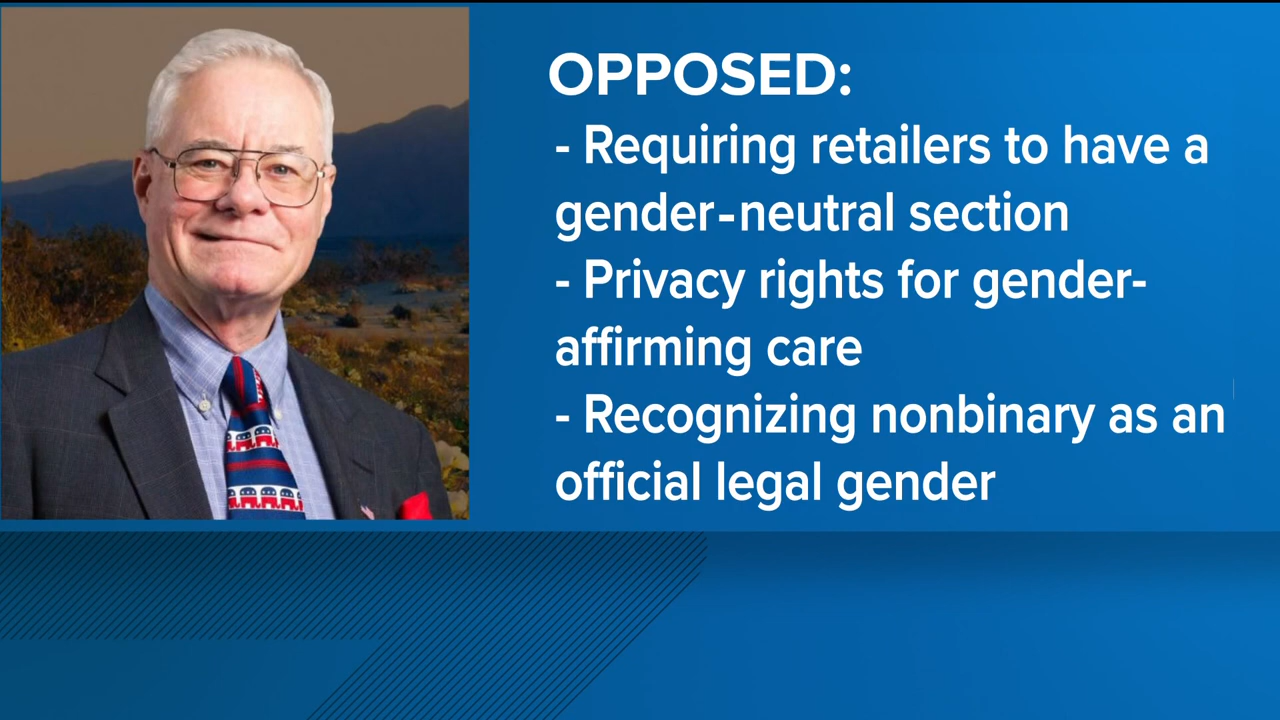 OPPOSED:
- Requiring retailers to have a
gender-neutral section
- Privacy rights for gender-
affirming care
- Recognizing nonbinary as an
official legal gender